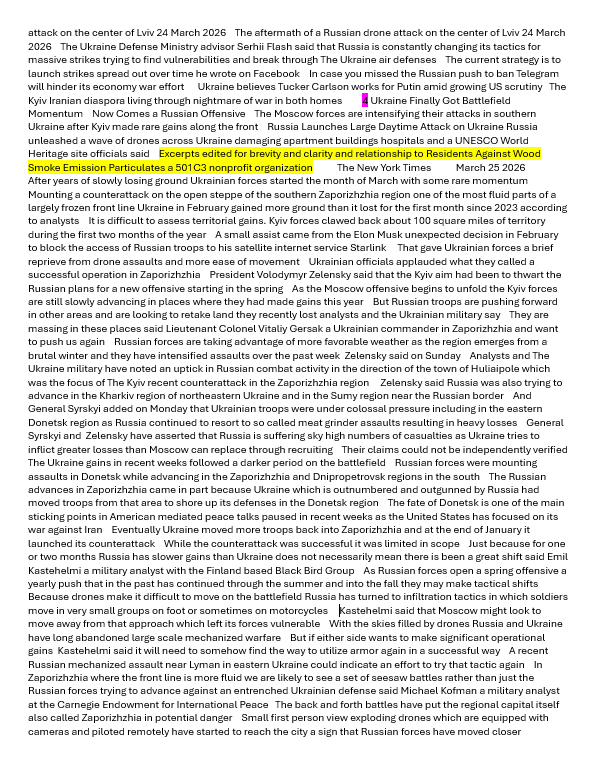 attack on the center of Lviv 24 March 2026    The aftermath of a Russian drone attack on the center of Lviv 24 March
2026    The Ukraine Defense Ministry advisor Serhii Flash said that Russia is constantly changing its tactics for
massive strikes trying to find vulnerabilities and break through The Ukraine air defenses    The current strategy is to
launch strikes spread out over time he wrote on Facebook    In case you missed the Russian push to ban Telegram
will hinder its economy war effort      Ukraine believes Tucker Carlson works for Putin amid growing US scrutiny   The
Kyiv Iranian diaspora living through nightmare of war in both homes       4 Ukraine Finally Got Battlefield
Momentum    Now Comes a Russian Offensive    The Moscow forces are intensifying their attacks in southern
Ukraine after Kyiv made rare gains along the front    Russia Launches Large Daytime Attack on Ukraine Russia
unleashed a wave of drones across Ukraine damaging apartment buildings hospitals and a UNESCO World
Heritage site officials said    Excerpts edited for brevity and clarity and relationship to Residents Against Wood
Smoke Emission Particulates a 501C3 nonprofit organization        The New York Times        March 25 2026
After years of slowly losing ground Ukrainian forces started the month of March with some rare momentum
Mounting a counterattack on the open steppe of the southern Zaporizhzhia region one of the most fluid parts of a
largely frozen front line Ukraine in February gained more ground than it lost for the first month since 2023 according
to analysts    It is difficult to assess territorial gains. Kyiv forces clawed back about 100 square miles of territory
during the first two months of the year    A small assist came from the Elon Musk unexpected decision in February
to block the access of Russian troops to his satellite internet service Starlink     That gave Ukrainian forces a brief
reprieve from drone assaults and more ease of movement    Ukrainian officials applauded what they called a
successful operation in Zaporizhzhia    President Volodymyr Zelensky said that the Kyiv aim had been to thwart the
Russian plans for a new offensive starting in the spring    As the Moscow offensive begins to unfold the Kyiv forces
are still slowly advancing in places where they had made gains this year    But Russian troops are pushing forward
in other areas and are looking to retake land they recently lost analysts and the Ukrainian military say    They are
massing in these places said Lieutenant Colonel Vitaliy Gersak a Ukrainian commander in Zaporizhzhia and want
to push us again    Russian forces are taking advantage of more favorable weather as the region emerges from a
brutal winter and they have intensified assaults over the past week  Zelensky said on Sunday    Analysts and The
Ukraine military have noted an uptick in Russian combat activity in the direction of the town of Huliaipole which
was the focus of The Kyiv recent counterattack in the Zaporizhzhia region     Zelensky said Russia was also trying to
advance in the Kharkiv region of northeastern Ukraine and in the Sumy region near the Russian border    And
General Syrskyi added on Monday that Ukrainian troops were under colossal pressure including in the eastern
Donetsk region as Russia continued to resort to so called meat grinder assaults resulting in heavy losses    General
Syrskyi and  Zelensky have asserted that Russia is suffering sky high numbers of casualties as Ukraine tries to
inflict greater losses than Moscow can replace through recruiting    Their claims could not be independently verified
The Ukraine gains in recent weeks followed a darker period on the battlefield    Russian forces were mounting
assaults in Donetsk while advancing in the Zaporizhzhia and Dnipropetrovsk regions in the south    The Russian
advances in Zaporizhzhia came in part because Ukraine which is outnumbered and outgunned by Russia had
moved troops from that area to shore up its defenses in the Donetsk region    The fate of Donetsk is one of the main
sticking points in American mediated peace talks paused in recent weeks as the United States has focused on its
war against Iran    Eventually Ukraine moved more troops back into Zaporizhzhia and at the end of January it
launched its counterattack    While the counterattack was successful it was limited in scope    Just because for one
or two months Russia has slower gains than Ukraine does not necessarily mean there is been a great shift said Emil
Kastehelmi a military analyst with the Finland based Black Bird Group    As Russian forces open a spring offensive a
yearly push that in the past has continued through the summer and into the fall they may make tactical shifts
Because drones make it difficult to move on the battlefield Russia has turned to infiltration tactics in which soldiers
move in very small groups on foot or sometimes on motorcycles    Kastehelmi said that Moscow might look to
move away from that approach which left its forces vulnerable    With the skies filled by drones Russia and Ukraine
have long abandoned large scale mechanized warfare    But if either side wants to make significant operational
gains  Kastehelmi said it will need to somehow find the way to utilize armor again in a successful way    A recent
Russian mechanized assault near Lyman in eastern Ukraine could indicate an effort to try that tactic again    In
Zaporizhzhia where the front line is more fluid we are likely to see a set of seesaw battles rather than just the
Russian forces trying to advance against an entrenched Ukrainian defense said Michael Kofman a military analyst
at the Carnegie Endowment for International Peace    The back and forth battles have put the regional capital itself
also called Zaporizhzhia in potential danger    Small first person view exploding drones which are equipped with
cameras and piloted remotely have started to reach the city a sign that Russian forces have moved closer